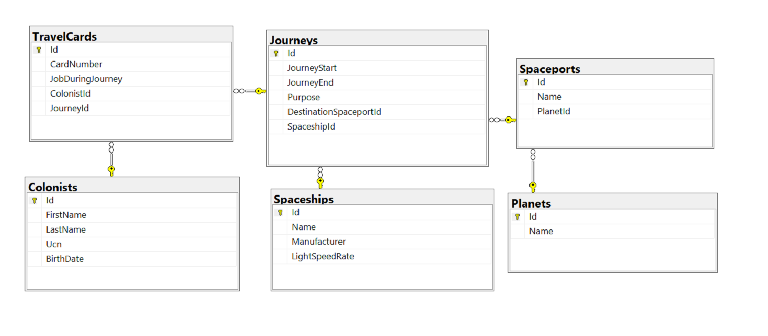 TravelCards
Id
CardNumber
JobDuringJourney
ColonistId
JourneyId
Journeys
Id
JourneyStart
JourneyEnd
Purpose
DestinationSpaceportId
SpaceshipId
Spaceports
Id
Name
PlanetId
Colonists
Id
FirstName
LastName
Ucn
BirthDate
Spaceships
Id
Name
Manufacturer
LightSpeedRate
Planets
Id
Name